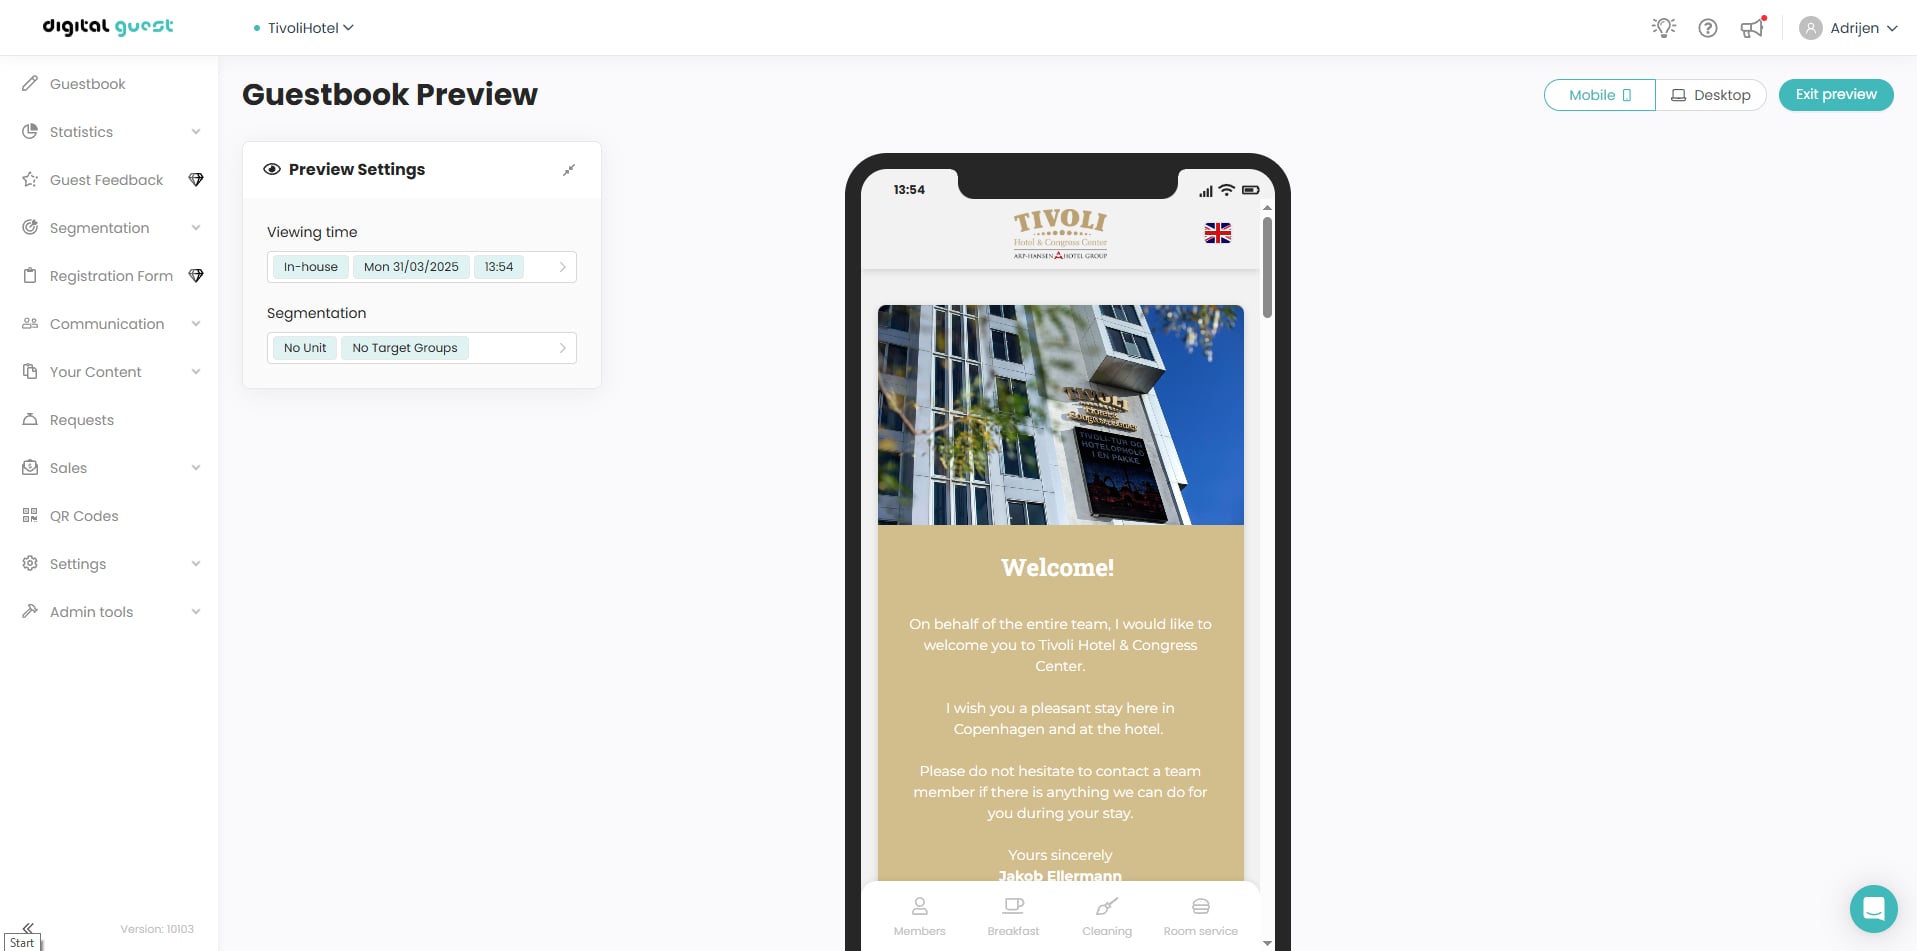 digital guest
TivoliHotel
Adrijen
Guestbook
Statistics
Guest Feedback
Segmentation
Registration Form
Communication
Your Content
Requests
Sales
QR Codes
Settings
Admin tools
Version: 10103
Start
Guestbook Preview
Mobile
Desktop
Exit preview
Preview Settings
Viewing time
In-house Mon 31/03/2025 13:54
Segmentation
No Unit No Target Groups
13:54
TIVOLI
Hotel & Congress Center
ARP-HANSEN HOTEL GROUP
TIVOLI
Hotel &
Congress Center
TIVOLI-TUR OG
HOTELOPHOLD
I EN PAKKE
Welcome!
On behalf of the entire team, I would like to
welcome you to Tivoli Hotel & Congress
Center.
I wish you a pleasant stay here in
Copenhagen and at the hotel.
Please do not hesitate to contact a team
member if there is anything we can do for
you during your stay.
Yours sincerely
Jakob Ellermann
Members
Breakfast
Cleaning
Room service